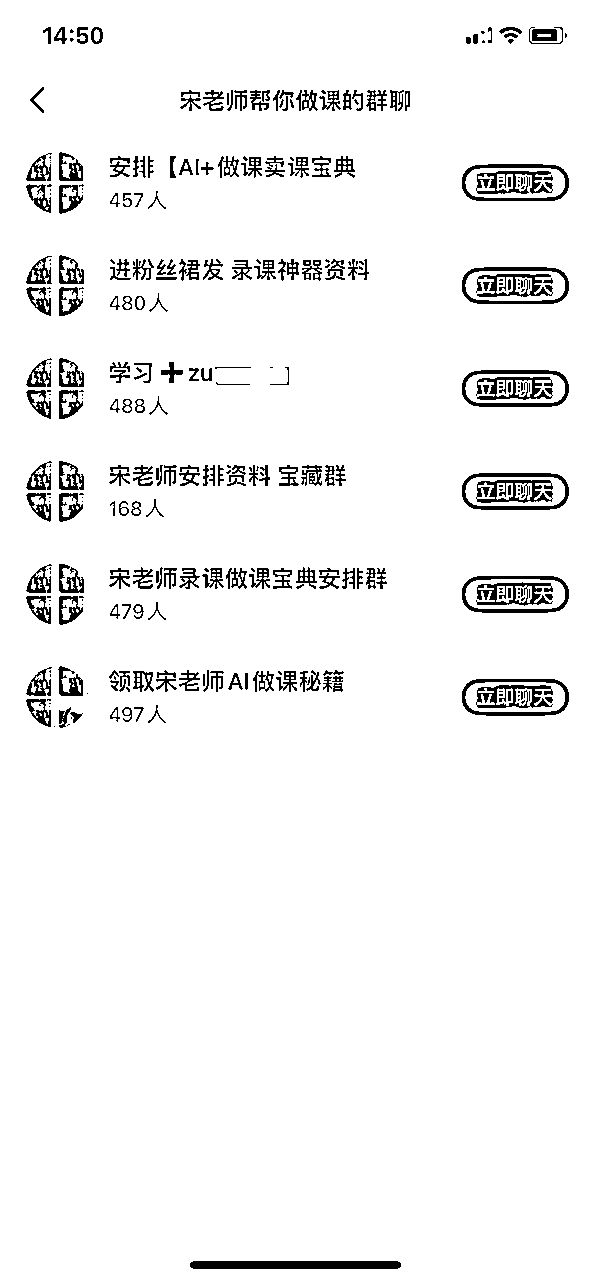 14:50
宋老师帮你做课的群聊
安排【AI+做课卖课宝典
457人
立即聊天
进粉丝裙发 录课神器资料
480人
立即聊天
学习➕zu
488人
立即聊天
宋老师安排资料 宝藏群
168人
立即聊天
宋老师录课做课宝典安排群
479人
立即聊天
领取宋老师AI做课秘籍
497人
立即聊天